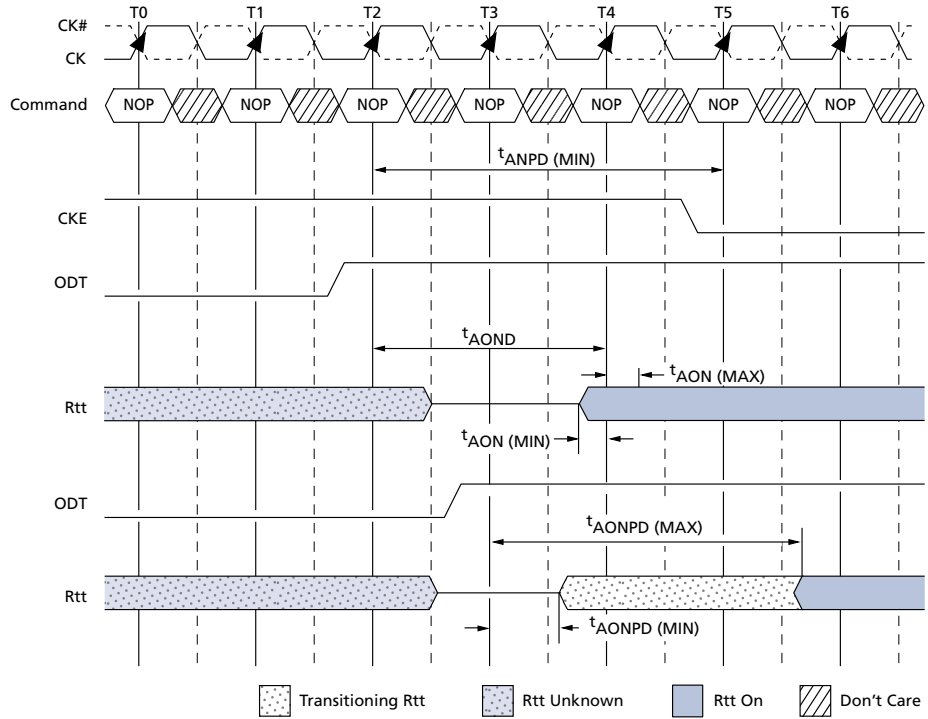 T0 T1 T2 T3 T4 T5 T6
CK#
CK
Command NOP NOP NOP NOP NOP NOP NOP
tANPD (MIN)
CKE
ODT
tAOND
tAON (MAX)
Rtt
tAON (MIN)
ODT
tAONPD (MAX)
Rtt
tAONPD (MIN)
Transitioning Rtt Rtt Unknown Rtt On Don't Care